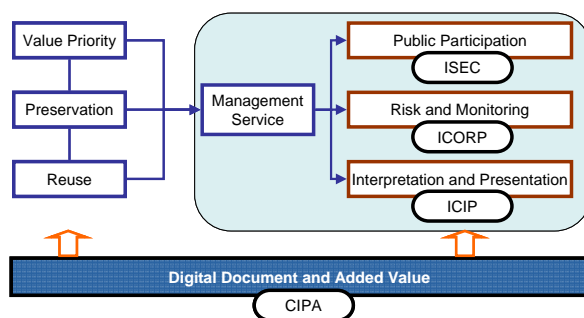 Value Priority
Preservation
Reuse
Management
Service
Public Participation
ISEC
Risk and Monitoring
ICORP
Interpretation and Presentation
ICIP
Digital Document and Added Value
CIPA